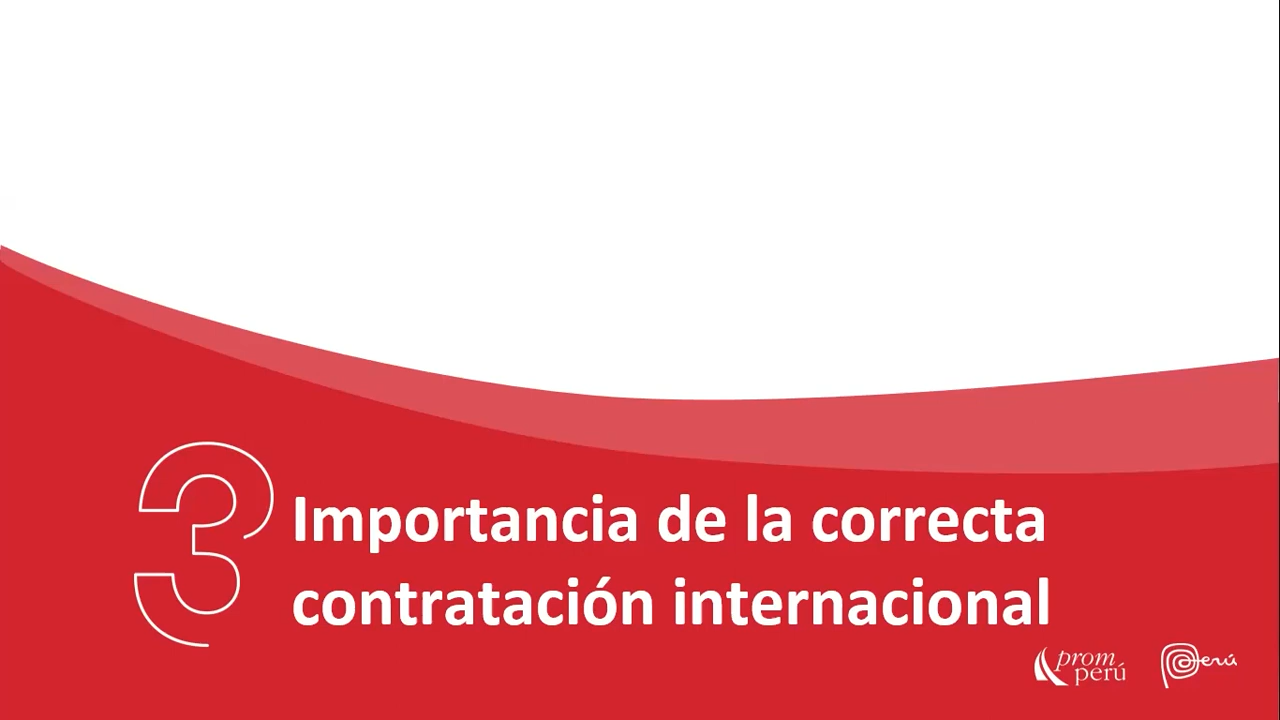 3
Importancia de la correcta
contratación internacional
prom
perú
Perú